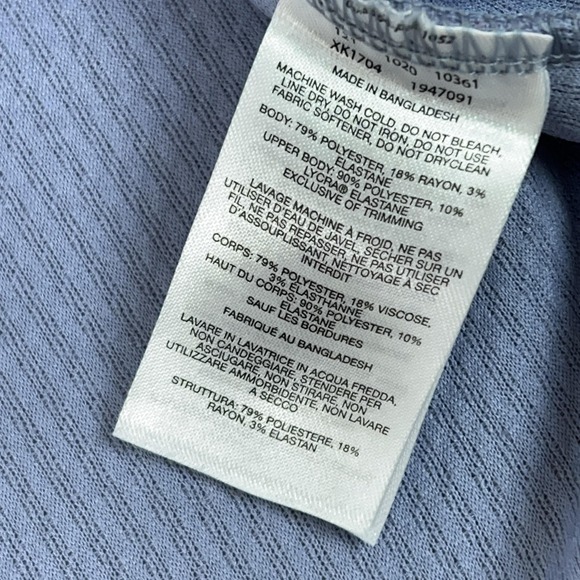 1052
1020 10361
XK1704 1947091
MADE IN BANGLADESH
MACHINE WASH COLD, DO NOT BLEACH,
LINE DRY, DO NOT IRON, DO NOT USE
FABRIC SOFTENER, DO NOT DRYCLEAN
BODY: 79% POLYESTER, 18% RAYON, 3%
ELASTANE
UPPER BODY: 90% POLYESTER, 10%
LYCRA® ELASTANE
EXCLUSIVE OF TRIMMING
LAVAGE MACHINE À FROID, NE PAS
UTILISER D'EAU DE JAVEL, SÉCHER SUR UN
FIL, NE PAS REPASSER, NE PAS UTILISER
D'ASSOUPLISSANT, NETTOYAGE À SEC
INTERDIT
CORPS: 79% POLYESTER, 18% VISCOSE,
3% ÉLASTHANNE
HAUT DU CORPS: 90% POLYESTER, 10%
ELASTANE
SAUF LES BORDURES
FABRIQUÉ AU BANGLADESH
LAVARE IN LAVATRICE IN ACQUA FREDDA,
NON CANDEGGIARE, STENDERE PER
ASCIUGARE, NON STIRARE, NON
UTILIZZARE AMMORBIDENTE, NON LAVARE
A SECCO
STRUTTURA: 79% POLIESTERE, 18%
RAYON, 3% ELASTAN